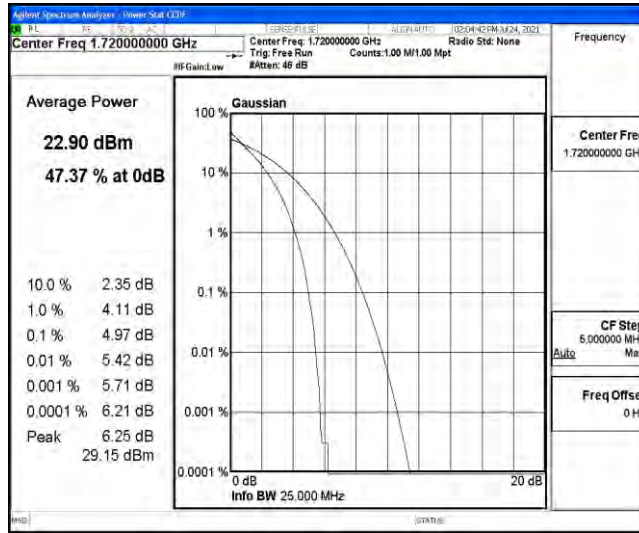 Agilent Spectrum Analyzer - Power Stat CCDF
RL RF 50 Ω AC SENSE:PULSE ALIGN AUTO 02:04:42 PM Jul 24, 2021
Center Freq 1.720000000 GHz
Center Freq: 1.720000000 GHz Radio Std: None
Trig: Free Run Counts:1.00 M/1.00 Mpt
#IFGain:Low #Atten: 46 dB
Frequency
Average Power
22.90 dBm
47.37 % at 0dB
10.0 % 2.35 dB
1.0 % 4.11 dB
0.1 % 4.97 dB
0.01 % 5.42 dB
0.001 % 5.71 dB
0.0001 % 6.21 dB
Peak 6.25 dB
29.15 dBm
Gaussian
100 %
10 %
1 %
0.1 %
0.01 %
0.001 %
0.0001 %
0 dB 20 dB
Info BW 25.000 MHz
Center Fre
1.720000000 GH
CF Step
5.000000 MH
Auto Ma
Freq Offse
0 H
MSG STATUS